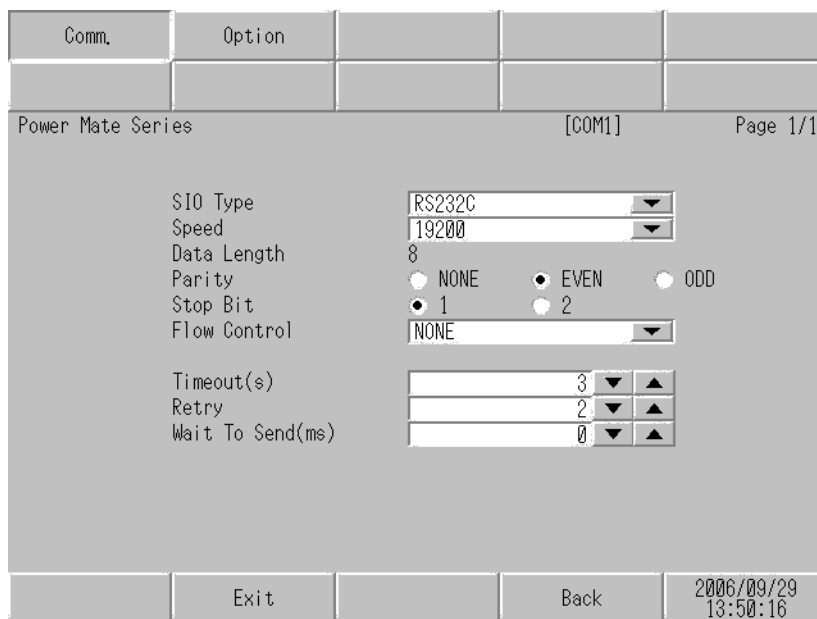 Comm. Option
Power Mate Series [COM1] Page 1/1
SIO Type RS232C
Speed 19200
Data Length 8
Parity NONE EVEN ODD
Stop Bit 1 2
Flow Control NONE
Timeout(s) 3
Retry 2
Wait To Send(ms) 0
Exit Back 2006/09/29
13:50:16